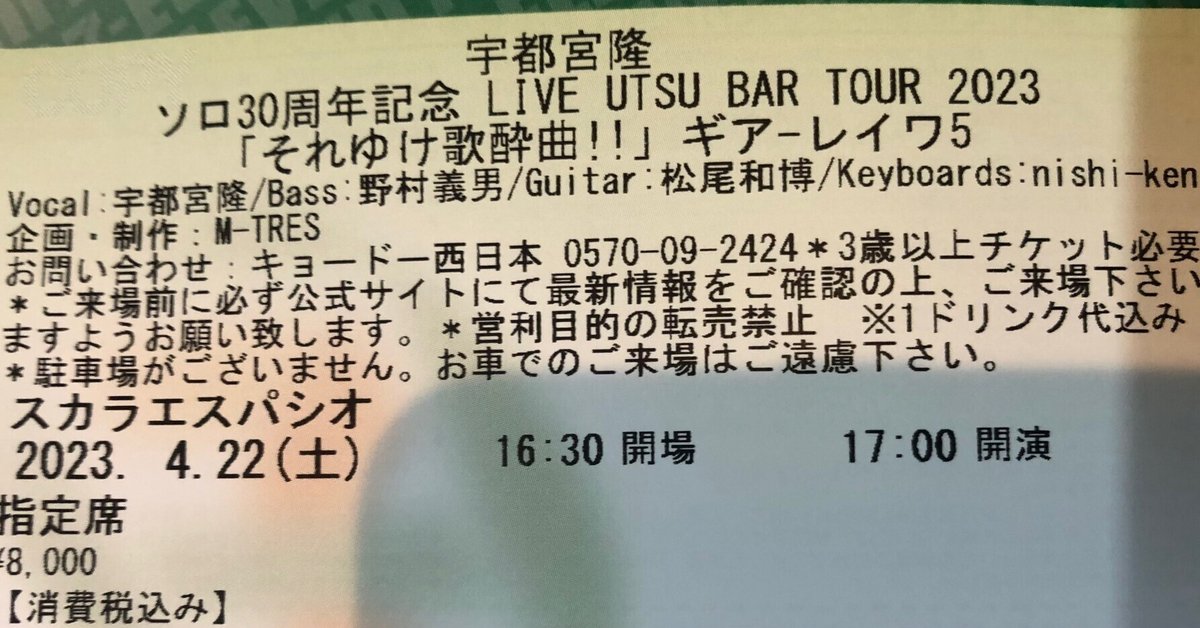 宇都宮隆
ソロ30周年記念 LIVE UTSU BAR TOUR 2023
「それゆけ歌酔曲!!」ギア-レイワ5
Vocal:宇都宮隆/Bass:野村義男/Guitar:松尾和博/Keyboards:nishi-ken
企画・制作：M-TRES
お問い合わせ：キョードー西日本 0570-09-2424＊3歳以上チケット必要
＊ご来場前に必ず公式サイトにて最新情報をご確認の上、ご来場下さい
ますようお願い致します。＊営利目的の転売禁止　※1ドリンク代込み
＊駐車場がございません。お車でのご来場はご遠慮下さい。
スカラエスパシオ
2023. 4.22(土) 16:30 開場 17:00 開演
指定席
¥8,000
【消費税込み】